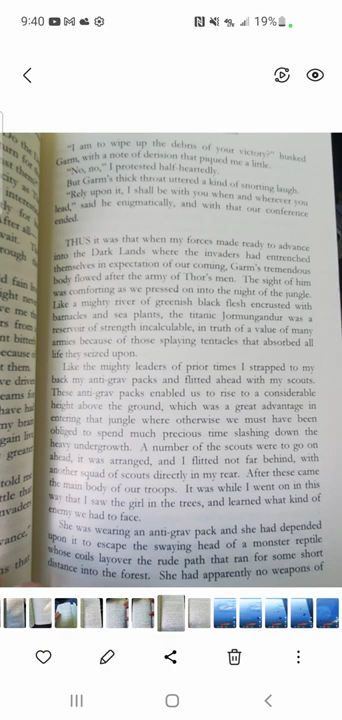 9:40
19%
"I am to wipe up the debris of your victory?" husked
Garm, with a note of derision that piqued me a little.
"No, no," I protested half-heartedly.
But Garm's thick throat uttered a kind of snorting laugh.
"Rely upon it, I shall be with you when and wherever you
lead," said he enigmatically, and with that our conference
ended.
THUS it was that when my forces made ready to advance
into the Dark Lands where the invaders had entrenched
themselves in expectation of our coming, Garm's tremendous
body flowed after the army of Thor's men. The sight of him
was comforting as we pressed on into the night of the jungle.
Like a mighty river of greenish black flesh encrusted with
barnacles and sea plants, the titanic Jormungandur was a
reservoir of strength incalculable, in truth of a value of many
armies because of those splaying tentacles that absorbed all
life they seized upon.
Like the mighty leaders of prior times I strapped to my
back my anti-grav packs and flitted ahead with my scouts.
These anti-grav packs enabled us to rise to a considerable
height above the ground, which was a great advantage in
entering that jungle where otherwise we must have been
obliged to spend much precious time slashing down the
heavy undergrowth. A number of the scouts were to go on
ahead, it was arranged, and I flitted not far behind, with
another squad of scouts directly in my rear. After these came
the main body of our troops. It was while I went on in this
way that I saw the girl in the trees, and learned what kind of
enemy we had to face.
She was wearing an anti-grav pack and she had depended
upon it to escape the swaying head of a monster reptile
whose coils layover the rude path that ran for some short
distance into the forest. She had apparently no weapons of